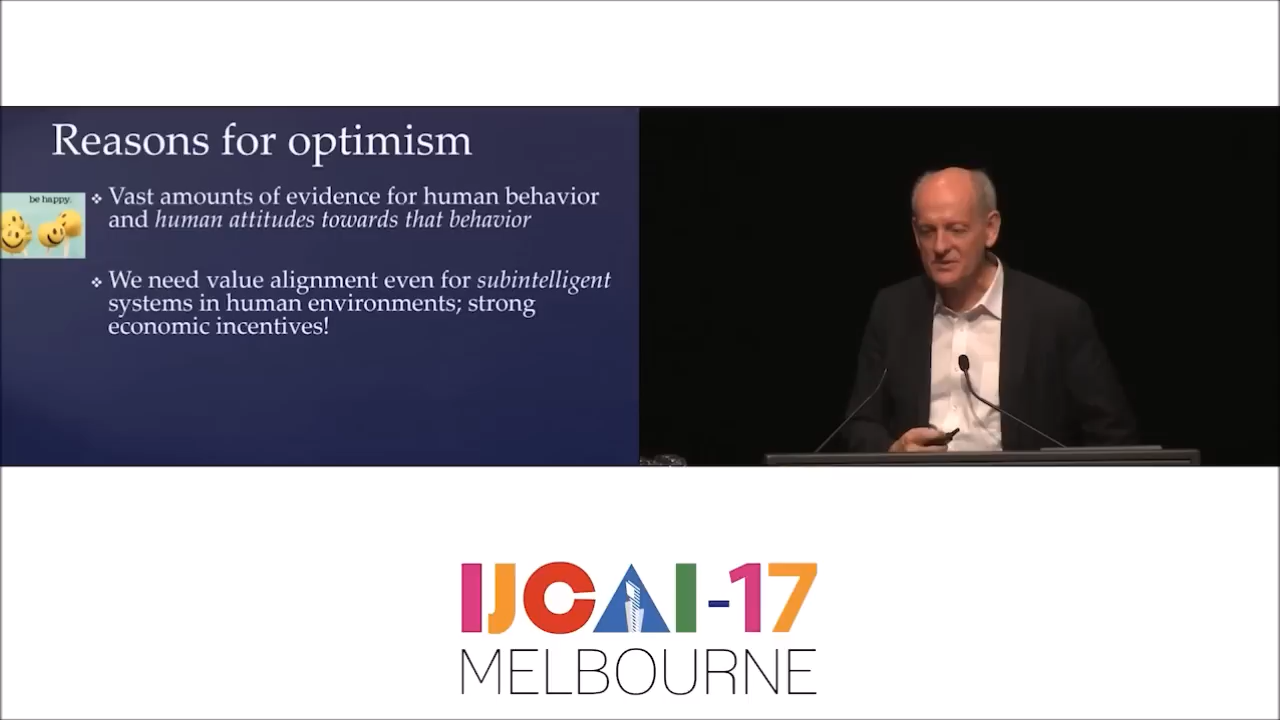 Reasons for optimism
be happy.
❖ Vast amounts of evidence for human behavior
and human attitudes towards that behavior
❖ We need value alignment even for subintelligent
systems in human environments; strong
economic incentives!
IJCAI-17
MELBOURNE